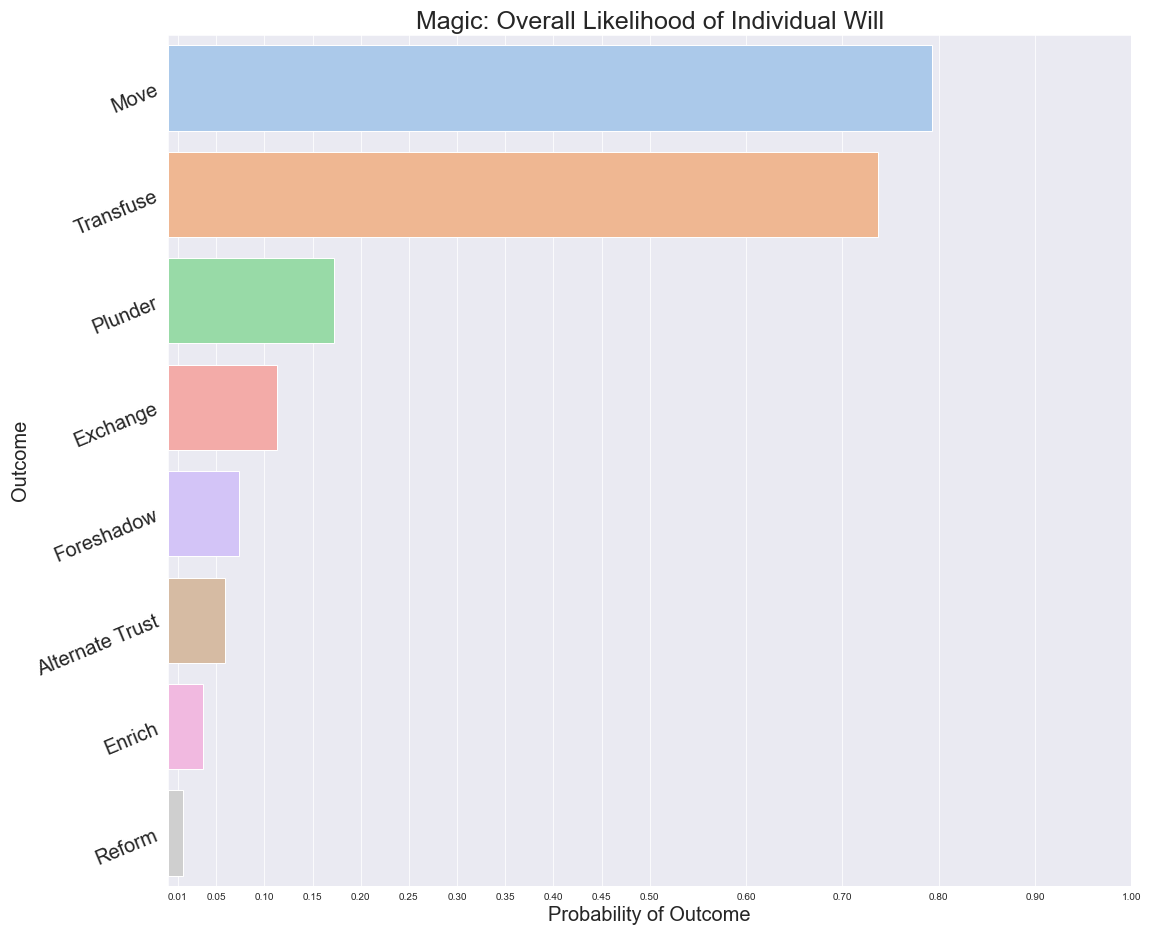 Magic: Overall Likelihood of Individual Will
Move
Transfuse
Plunder
Exchange
Foreshadow
Alternate Trust
Enrich
Reform
Outcome
0.01 0.05 0.10 0.15 0.20 0.25 0.30 0.35 0.40 0.45 0.50 0.60 0.70 0.80 0.90 1.00
Probability of Outcome